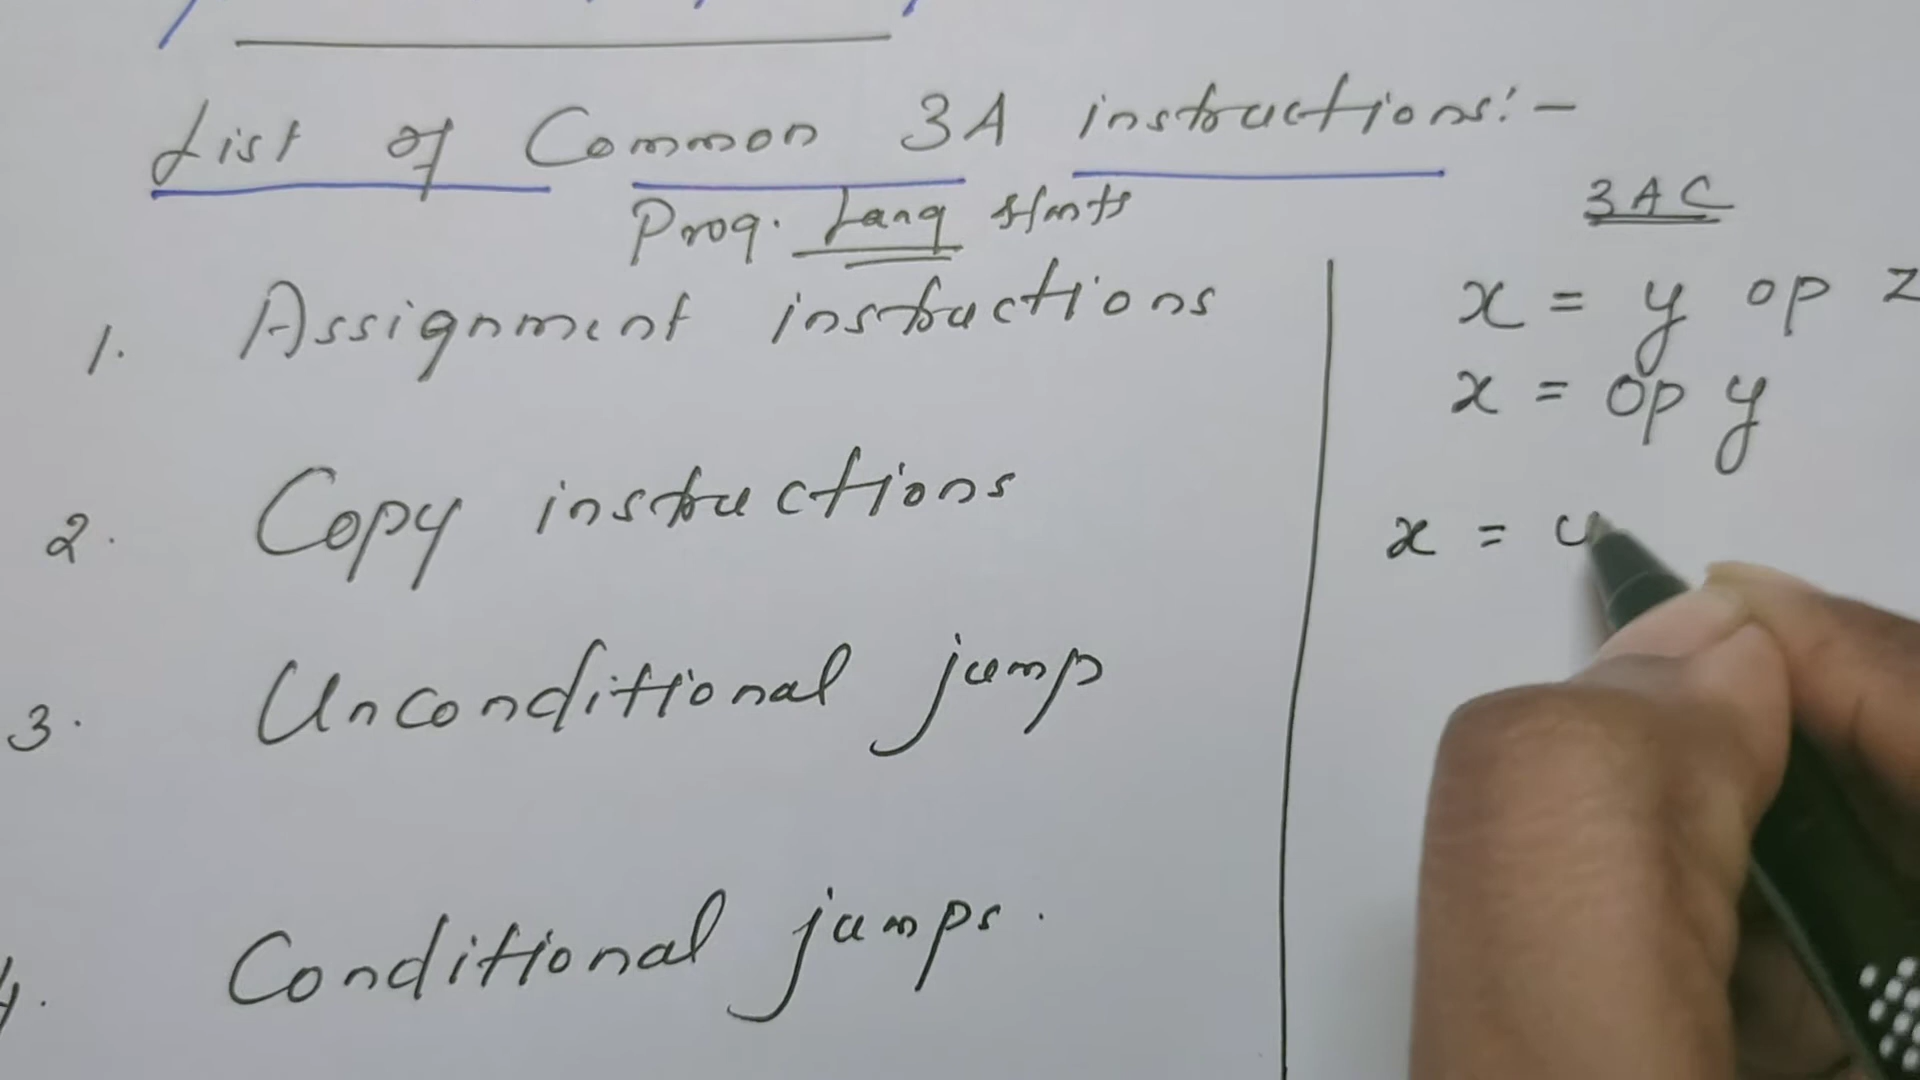 List of Common 3A instructions:-
Prog. Lang stmts
3AC
1. Assignment instructions
x = y op z
x = op y
2. Copy instructions
x =
3. Unconditional jump
4. Conditional jumps.